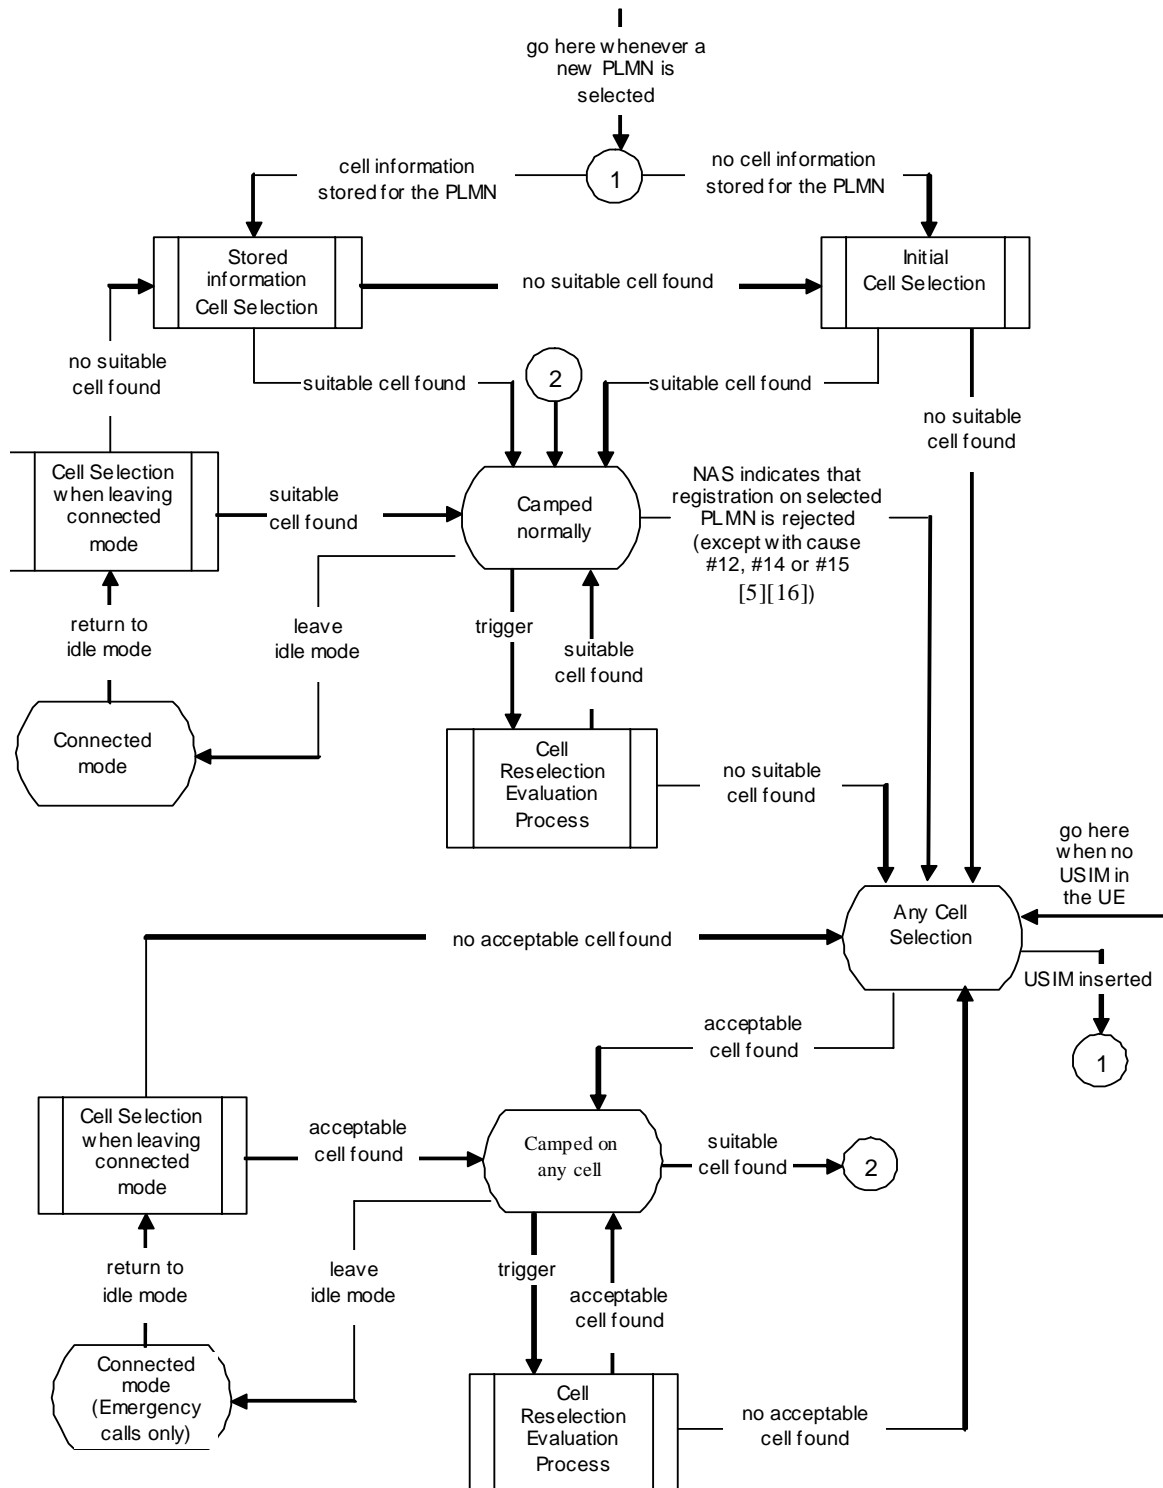 go here whenever a
new PLMN is
selected
cell information
stored for the PLMN
1
no cell information
stored for the PLMN
Stored
information
Cell Selection
no suitable cell found
Initial
Cell Selection
no suitable
cell found
suitable cell found
2
suitable cell found
no suitable
cell found
Cell Selection
when leaving
connected
mode
suitable
cell found
Camped
normally
NAS indicates that
registration on selected
PLMN is rejected
(except with cause
#12, #14 or #15
[5][16])
return to
idle mode
leave
idle mode
trigger
suitable
cell found
Connected
mode
Cell
Reselection
Evaluation
Process
no suitable
cell found
go here
when no
USIM in
the UE
Any Cell
Selection
no acceptable cell found
USIM inserted
1
acceptable
cell found
Cell Selection
when leaving
connected
mode
acceptable
cell found
Camped on
any cell
suitable
cell found
2
return to
idle mode
leave
idle mode
trigger
acceptable
cell found
Connected
mode
(Emergency
calls only)
Cell
Reselection
Evaluation
Process
no acceptable
cell found